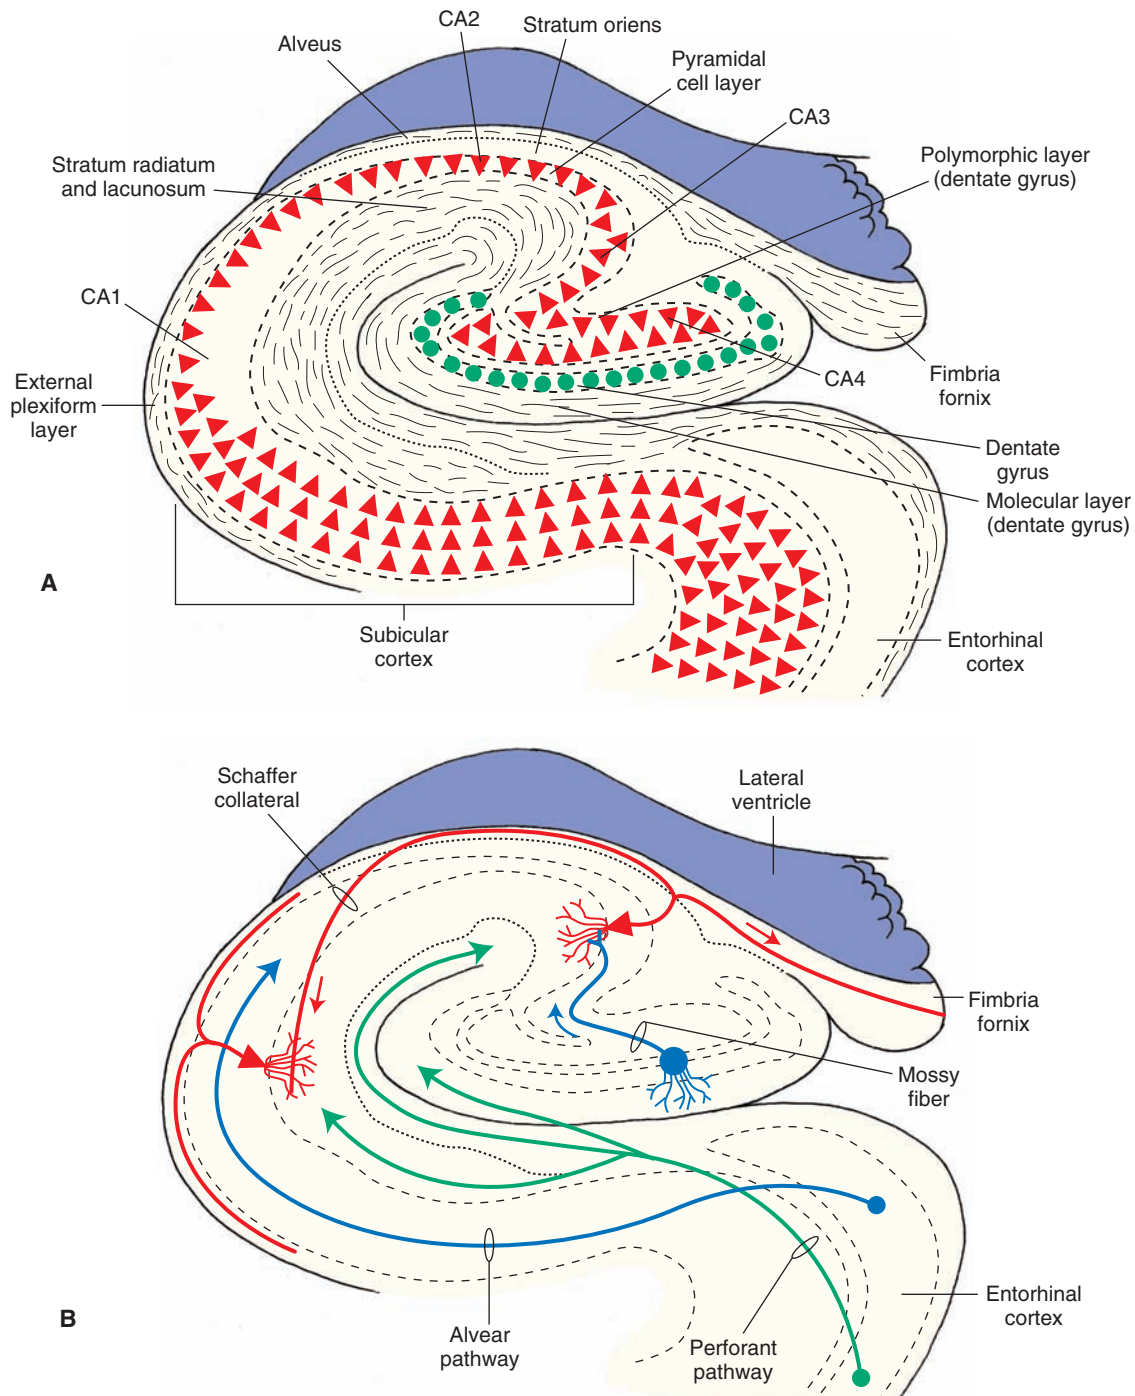 CA2
Stratum oriens
Alveus
Pyramidal
cell layer
CA3
Polymorphic layer
(dentate gyrus)
Stratum radiatum
and lacunosum
CA1
External
plexiform
layer
CA4
Fimbria
fornix
Dentate
gyrus
Molecular layer
(dentate gyrus)
A
Subicular
cortex
Entorhinal
cortex
Schaffer
collateral
Lateral
ventricle
Fimbria
fornix
Mossy
fiber
Entorhinal
cortex
B
Alvear
pathway
Perforant
pathway